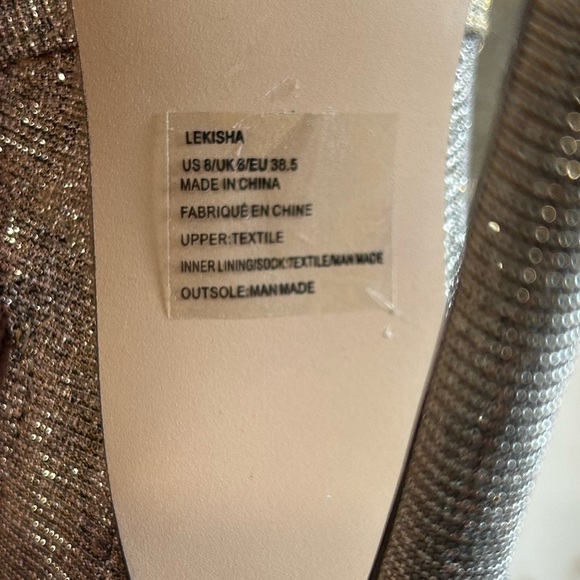 LEKISHA
US 8/UK 6/EU 38.5
MADE IN CHINA
FABRIQUÉ EN CHINE
UPPER:TEXTILE
INNER LINING/SOCK:TEXTILE/MAN MADE
OUTSOLE:MAN MADE